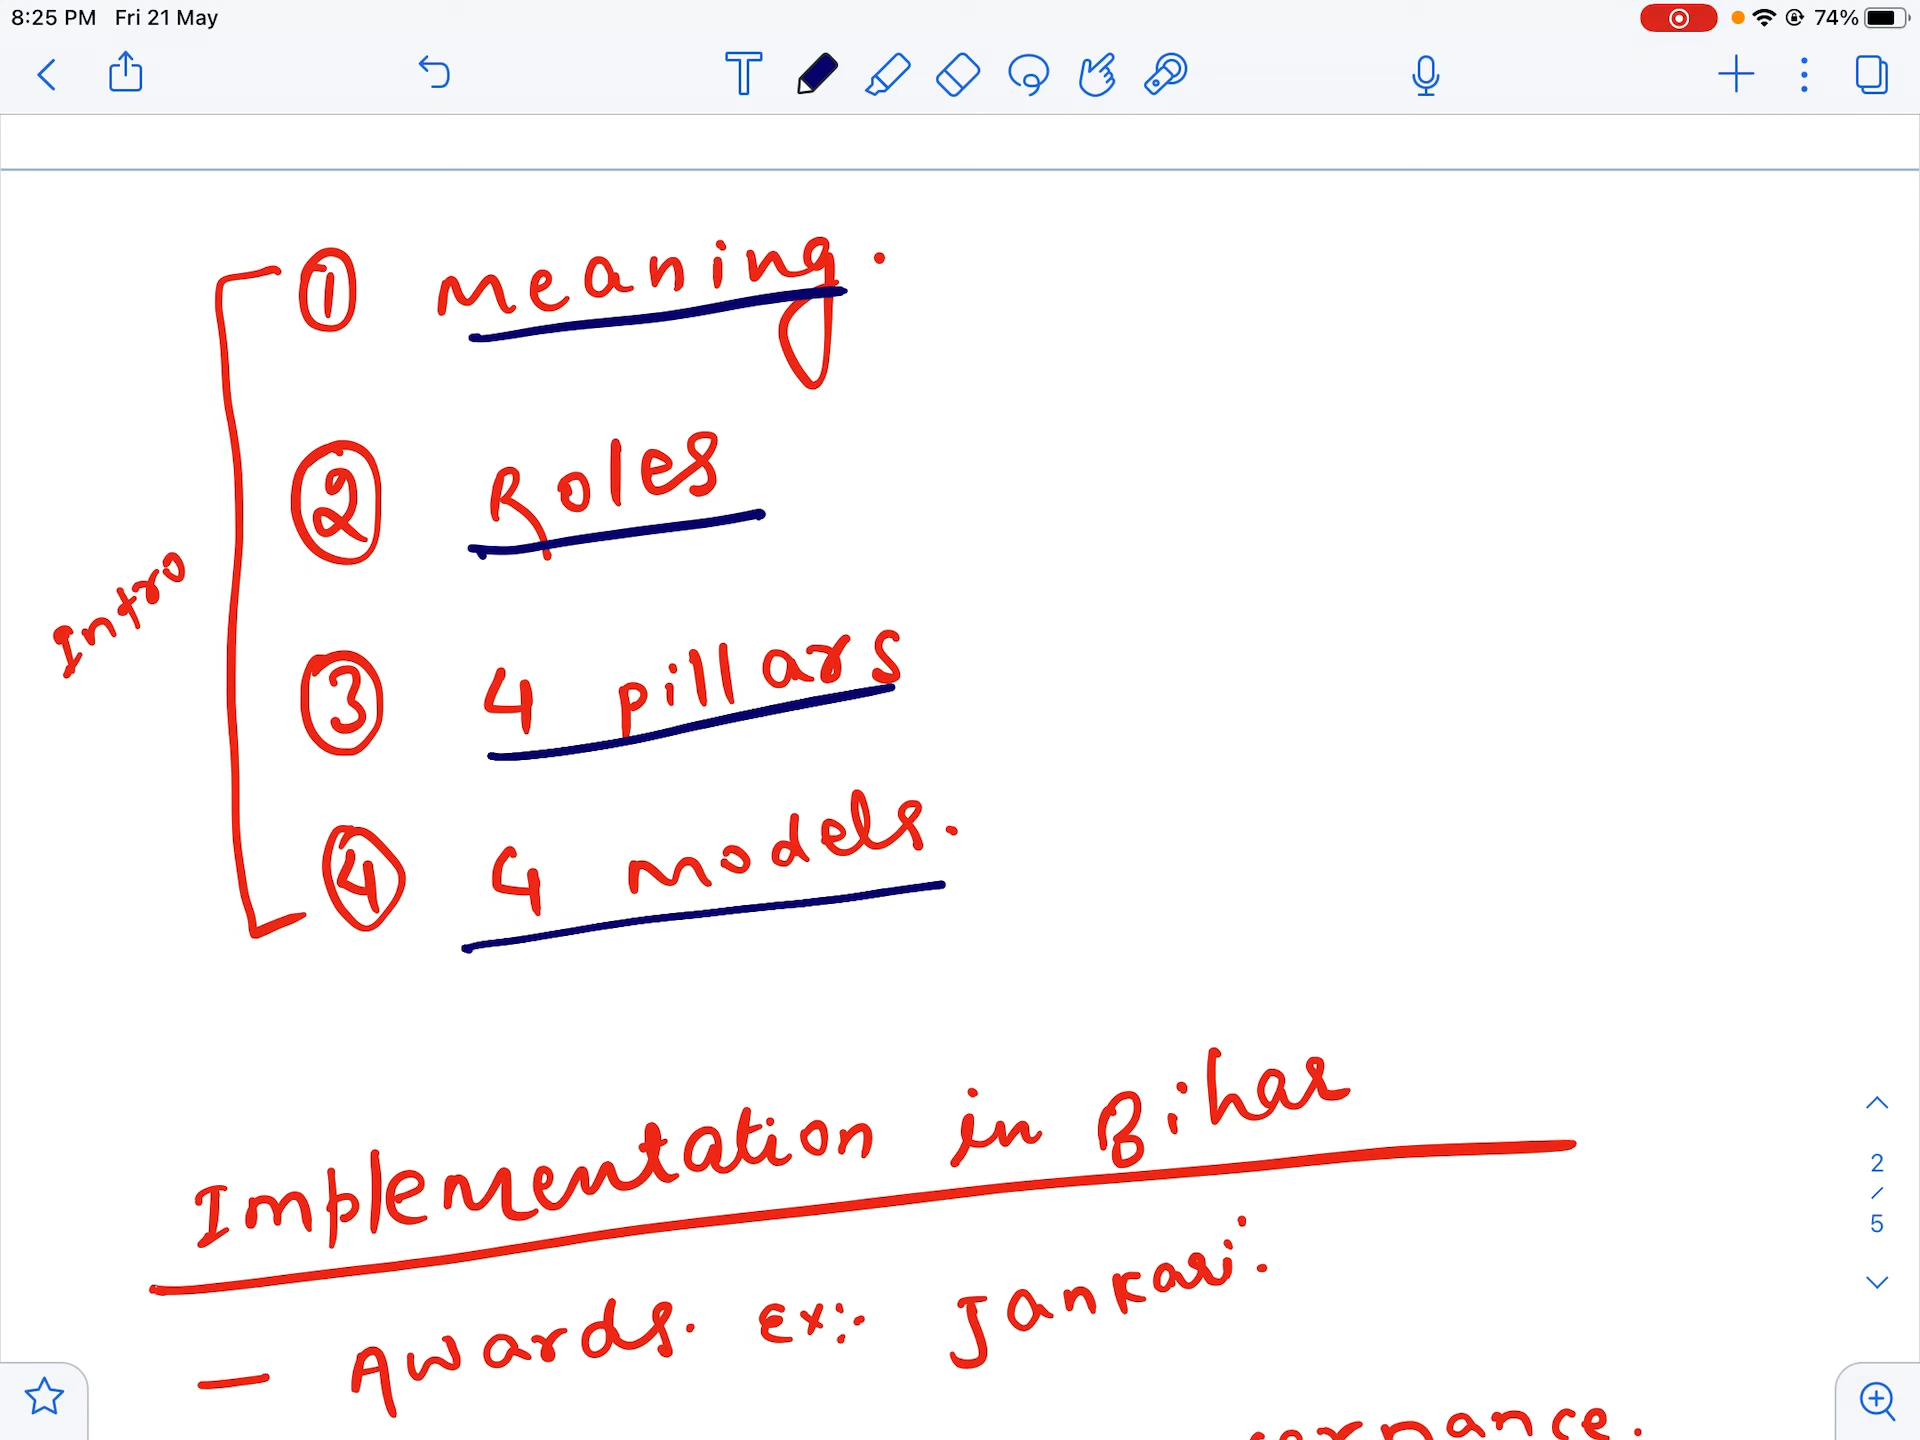 8:25 PM Fri 21 May 74%
① Meaning.
② Roles
Intro
③ 4 pillars
④ 4 models.
Implementation in Bihar
2
/
5
- Awards. Ex:- Jankari.